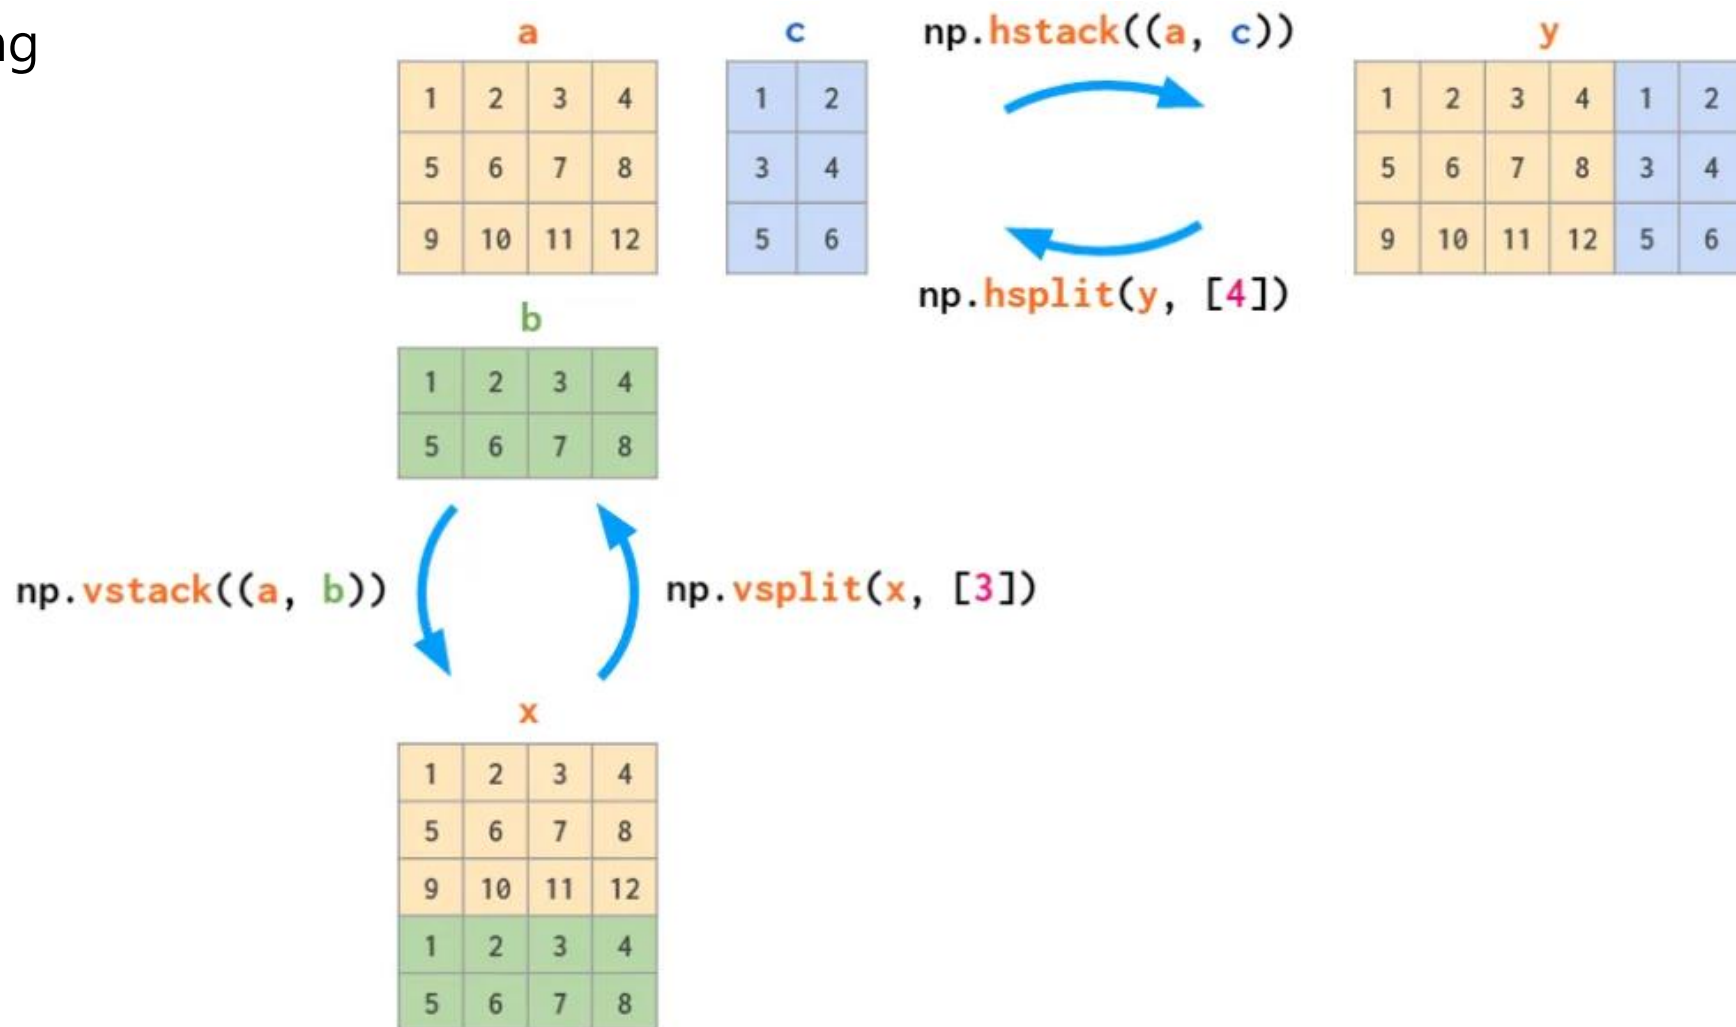 ng
a
1 2 3 4
5 6 7 8
9 10 11 12
c
1 2
3 4
5 6
np.hstack((a, c))
np.hsplit(y, [4])
y
1 2 3 4 1 2
5 6 7 8 3 4
9 10 11 12 5 6
b
1 2 3 4
5 6 7 8
np.vstack((a, b))
np.vsplit(x, [3])
x
1 2 3 4
5 6 7 8
9 10 11 12
1 2 3 4
5 6 7 8